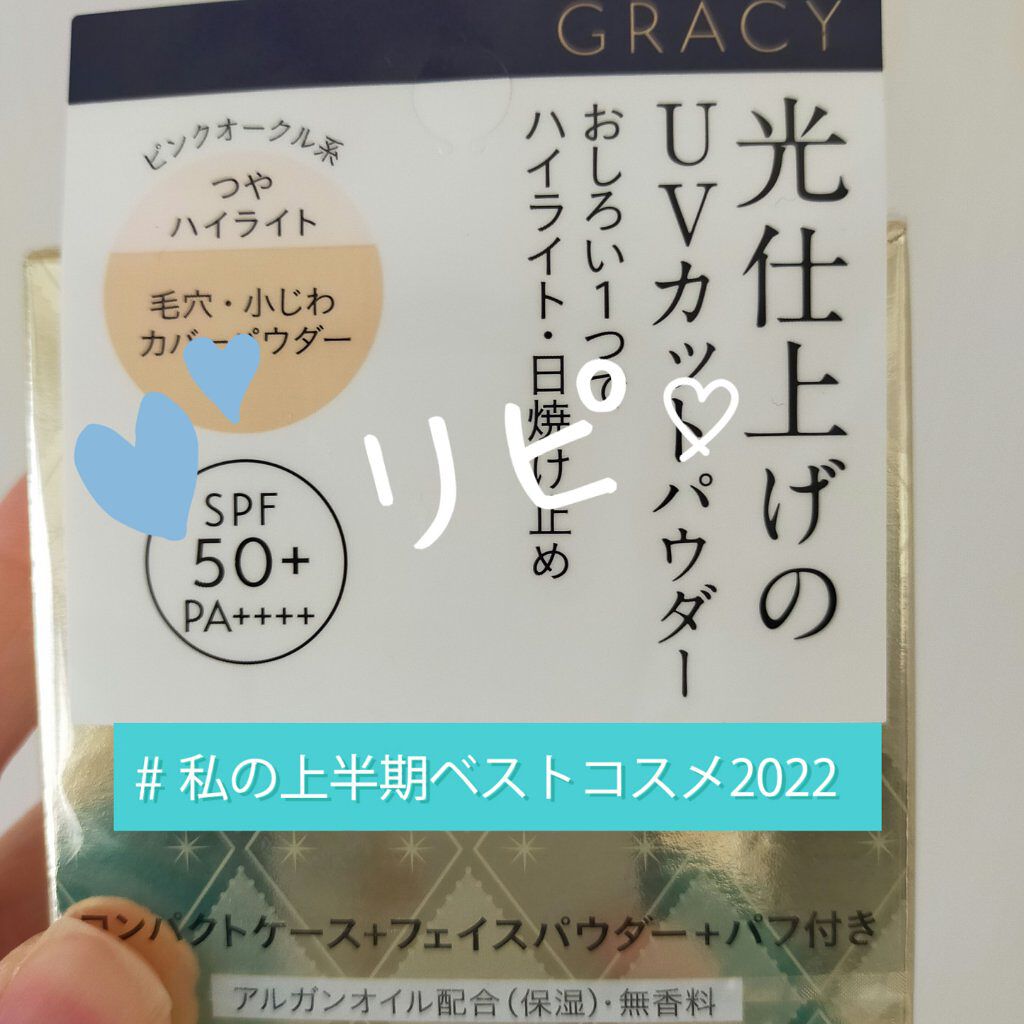 GRACY
光仕上げの
UVカットパウダー
おしろい1つで
ハイライト・日焼け止め
ピンクオークル系
つや
ハイライト
毛穴・小じわ
カバーパウダー
SPF
50+
PA++++
リピ♡
# 私の上半期ベストコスメ2022
コンパクトケース+フェイスパウダー+パフ付き
アルガンオイル配合(保湿)・無香料